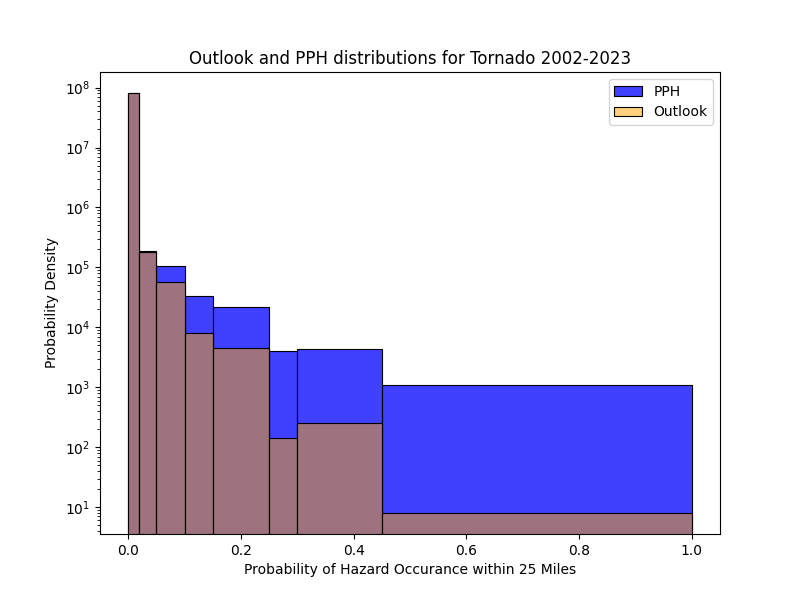 Outlook and PPH distributions for Tornado 2002-2023
PPH
Outlook
Probability Density
10⁸
10⁷
10⁶
10⁵
10⁴
10³
10²
10¹
0.0 0.2 0.4 0.6 0.8 1.0
Probability of Hazard Occurance within 25 Miles